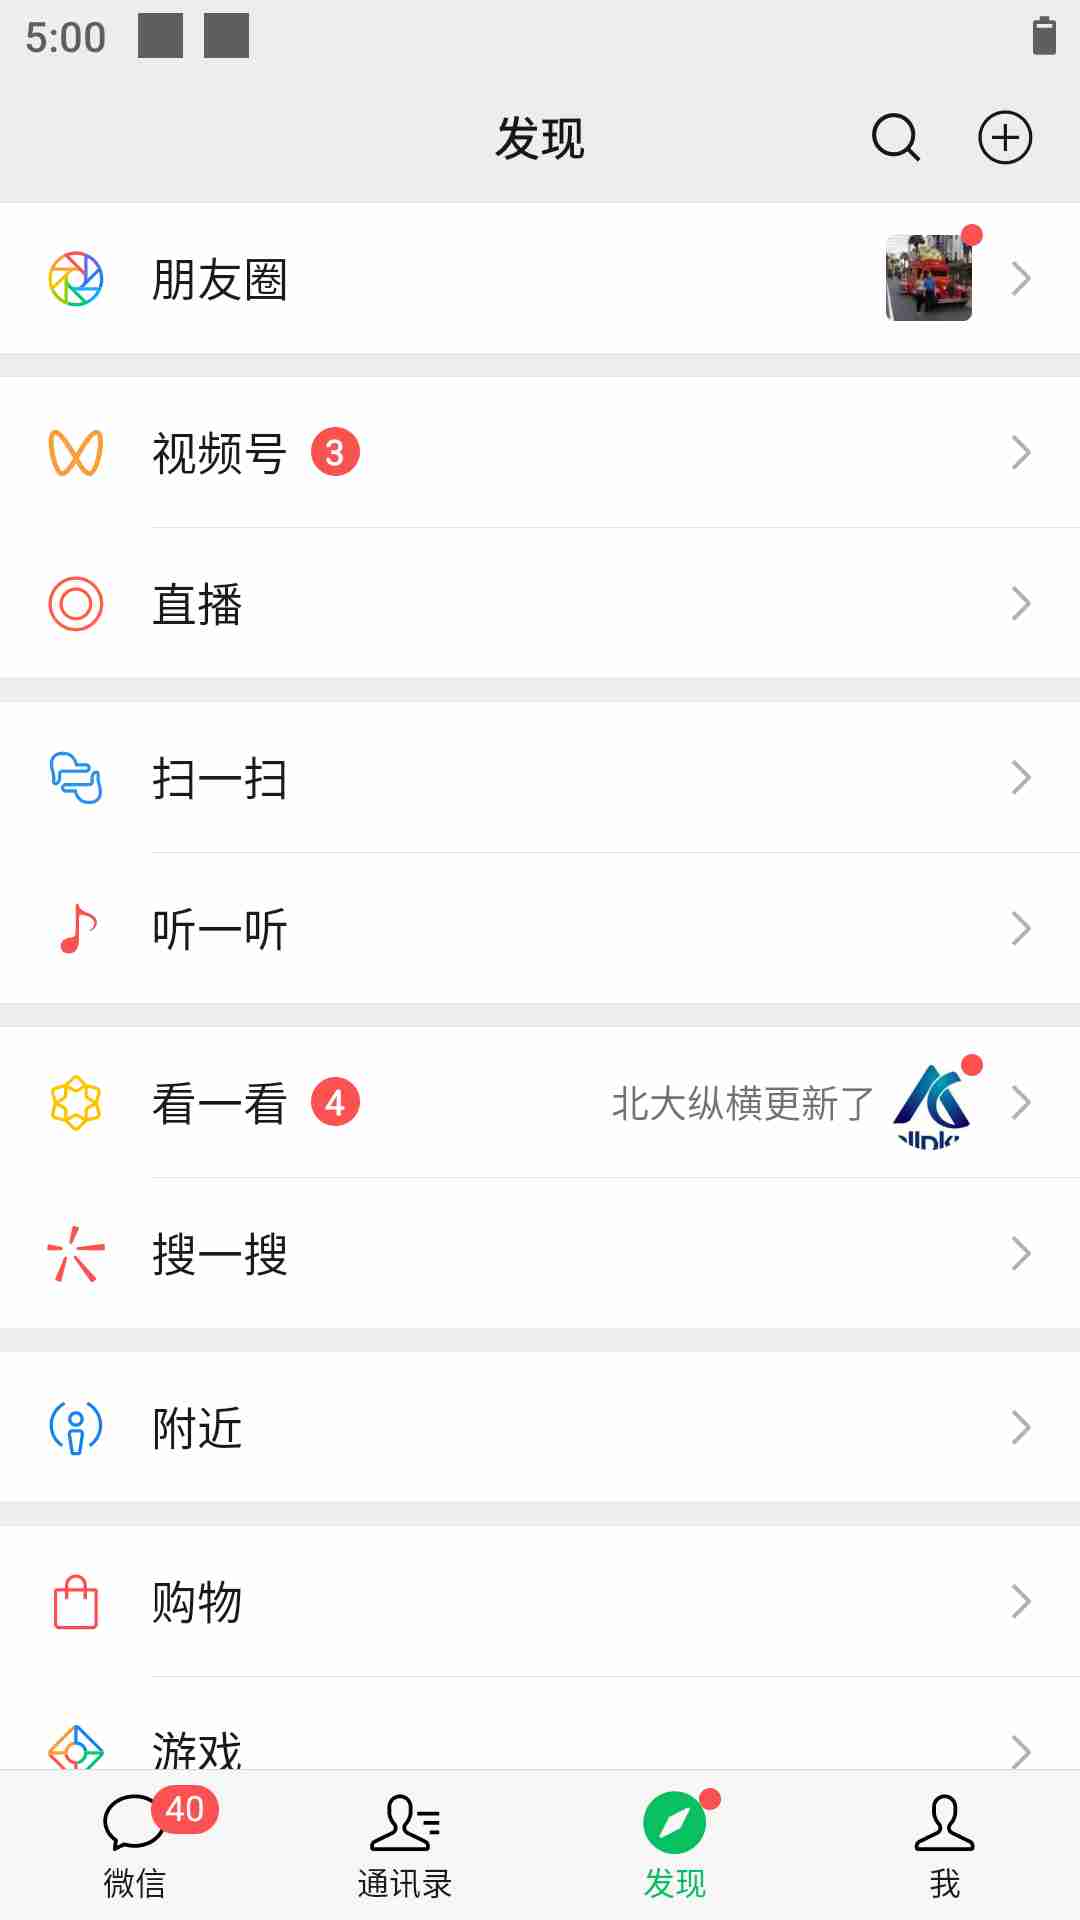 5:00
发现
朋友圈
视频号 3
直播
扫一扫
听一听
看一看 4 北大纵横更新了
搜一搜
附近
购物
游戏
40
微信 通讯录 发现 我